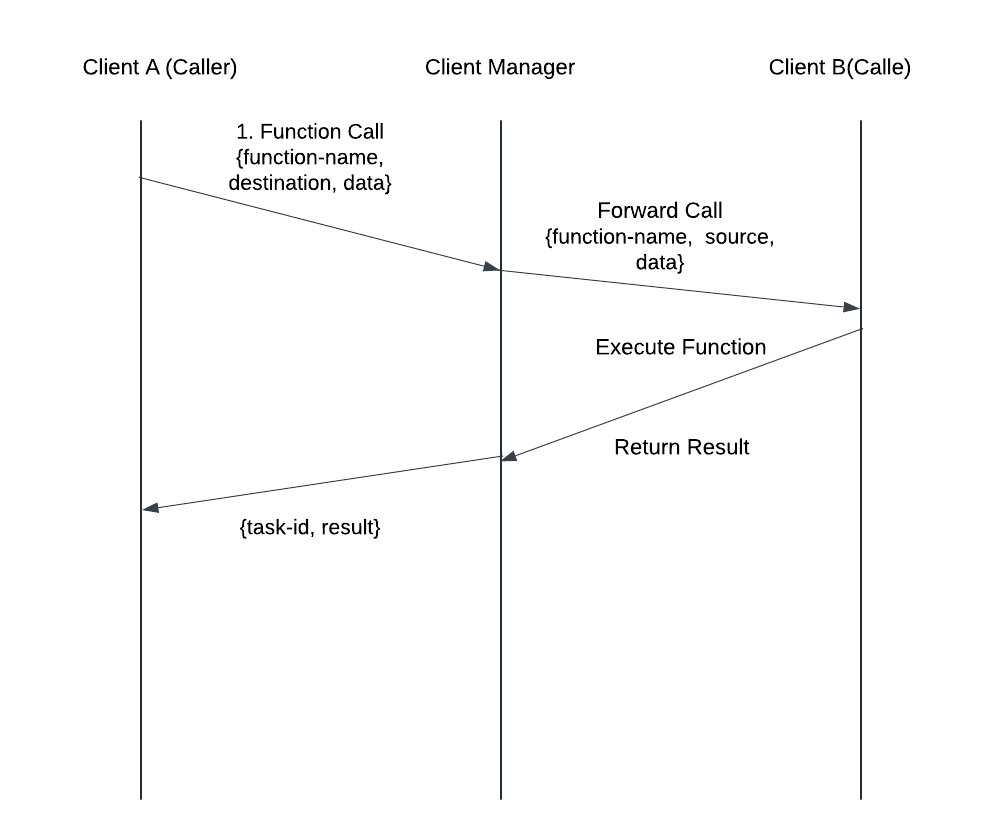 Client A (Caller)
Client Manager
Client B(Calle)
1. Function Call
{function-name,
destination, data}
Forward Call
{function-name,  source,
data}
Execute Function
Return Result
{task-id, result}